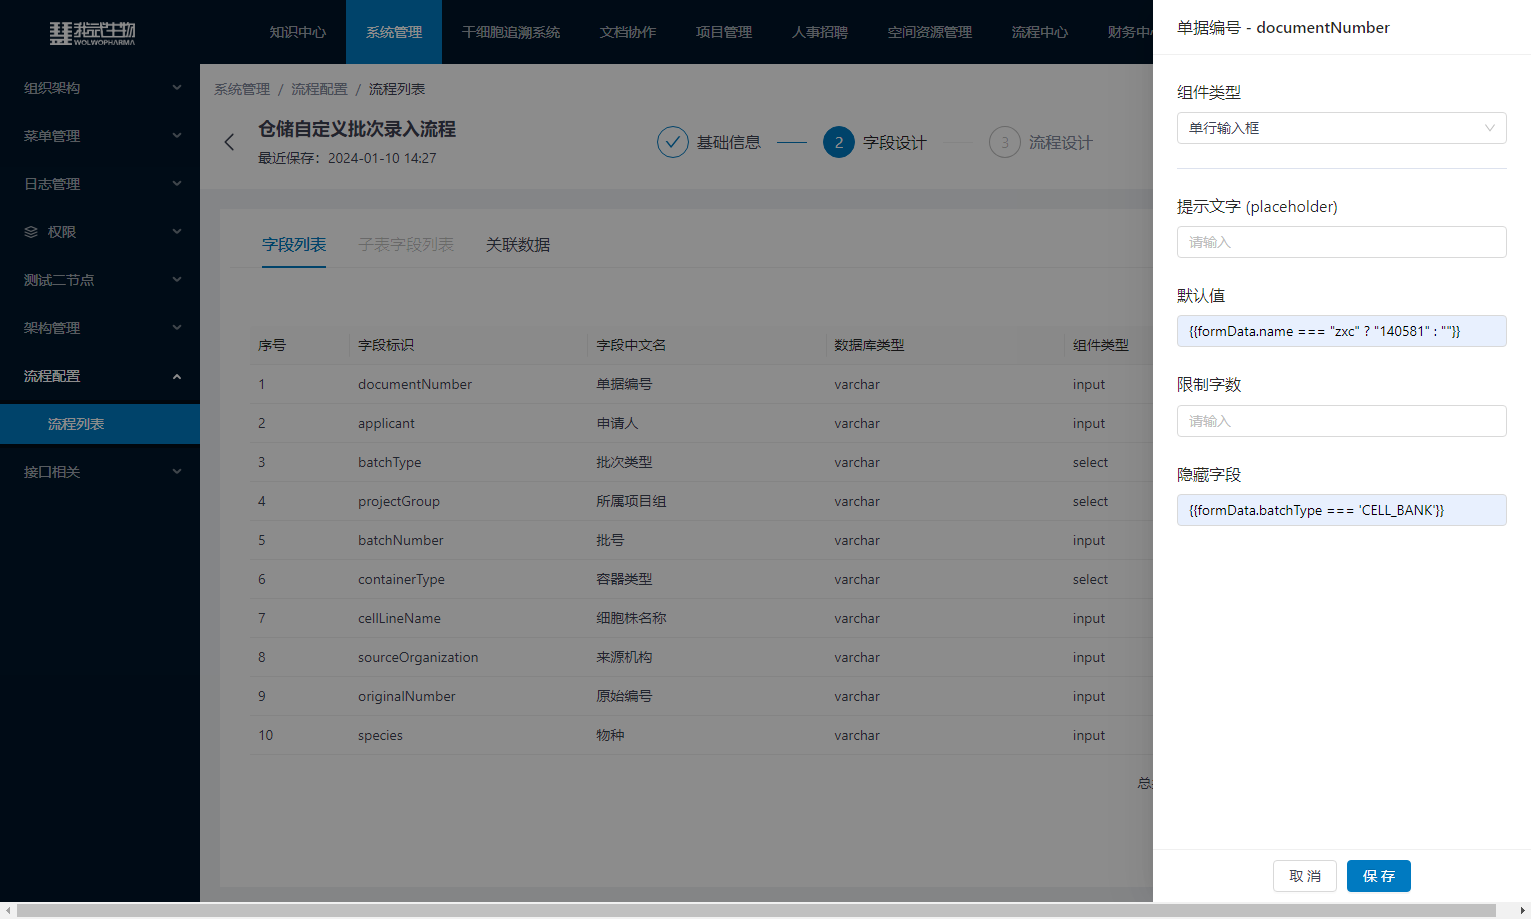 我武生物
WOLWOPHARMA
知识中心
系统管理
干细胞追溯系统
文档协作
项目管理
人事招聘
空间资源管理
流程中心
财务中
组织架构
菜单管理
日志管理
权限
测试二节点
架构管理
流程配置
流程列表
接口相关
系统管理 / 流程配置 / 流程列表
仓储自定义批次录入流程
最近保存：2024-01-10 14:27
基础信息
2 字段设计
3 流程设计
字段列表 子表字段列表 关联数据
序号 字段标识 字段中文名 数据库类型 组件类型
1 documentNumber 单据编号 varchar input
2 applicant 申请人 varchar input
3 batchType 批次类型 varchar select
4 projectGroup 所属项目组 varchar select
5 batchNumber 批号 varchar input
6 containerType 容器类型 varchar select
7 cellLineName 细胞株名称 varchar input
8 sourceOrganization 来源机构 varchar input
9 originalNumber 原始编号 varchar input
10 species 物种 varchar input
总
单据编号 - documentNumber
组件类型
单行输入框
提示文字 (placeholder)
请输入
默认值
{{formData.name === "zxc" ? "140581" : ""}}
限制字数
请输入
隐藏字段
{{formData.batchType === 'CELL_BANK'}}
取 消
保 存